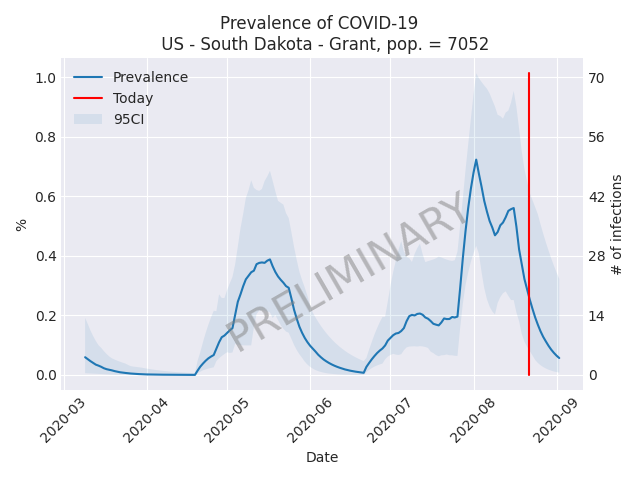 Prevalence of COVID-19
US - South Dakota - Grant, pop. = 7052
Prevalence
Today
95CI
PRELIMINARY
%
1.0
0.8
0.6
0.4
0.2
0.0
70
56
42
28
14
0
# of infections
2020-03
2020-04
2020-05
2020-06
2020-07
2020-08
2020-09
Date